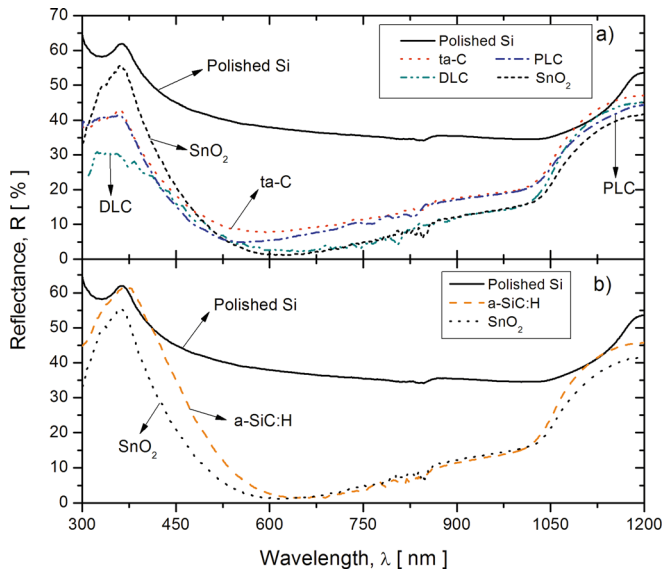 70
60
50
40
30
20
10
0
a)
Polished Si
ta-C
PLC
DLC
SnO₂
Polished Si
SnO₂
ta-C
DLC
PLC
Reflectance, R [ % ]
60
50
40
30
20
10
0
b)
Polished Si
a-SiC:H
SnO₂
Polished Si
a-SiC:H
SnO₂
300 450 600 750 900 1050 1200
Wavelength, λ [ nm ]